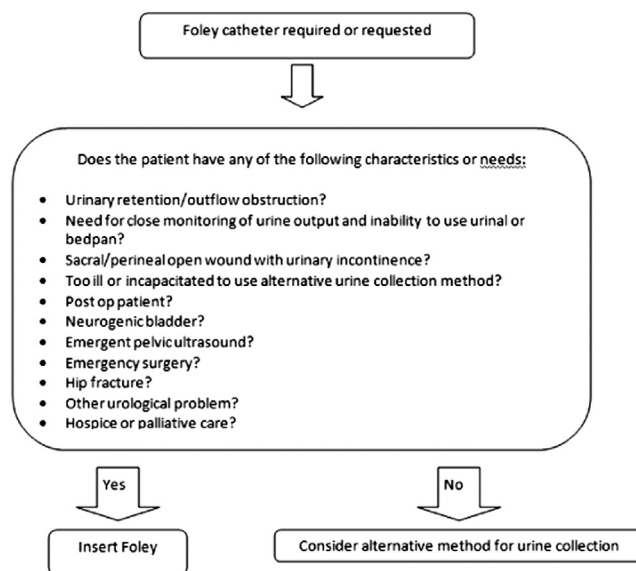 Foley catheter required or requested
Does the patient have any of the following characteristics or needs:
• Urinary retention/outflow obstruction?
• Need for close monitoring of urine output and inability to use urinal or
bedpan?
• Sacral/perineal open wound with urinary incontinence?
• Too ill or incapacitated to use alternative urine collection method?
• Post op patient?
• Neurogenic bladder?
• Emergent pelvic ultrasound?
• Emergency surgery?
• Hip fracture?
• Other urological problem?
• Hospice or palliative care?
Yes
No
Insert Foley
Consider alternative method for urine collection